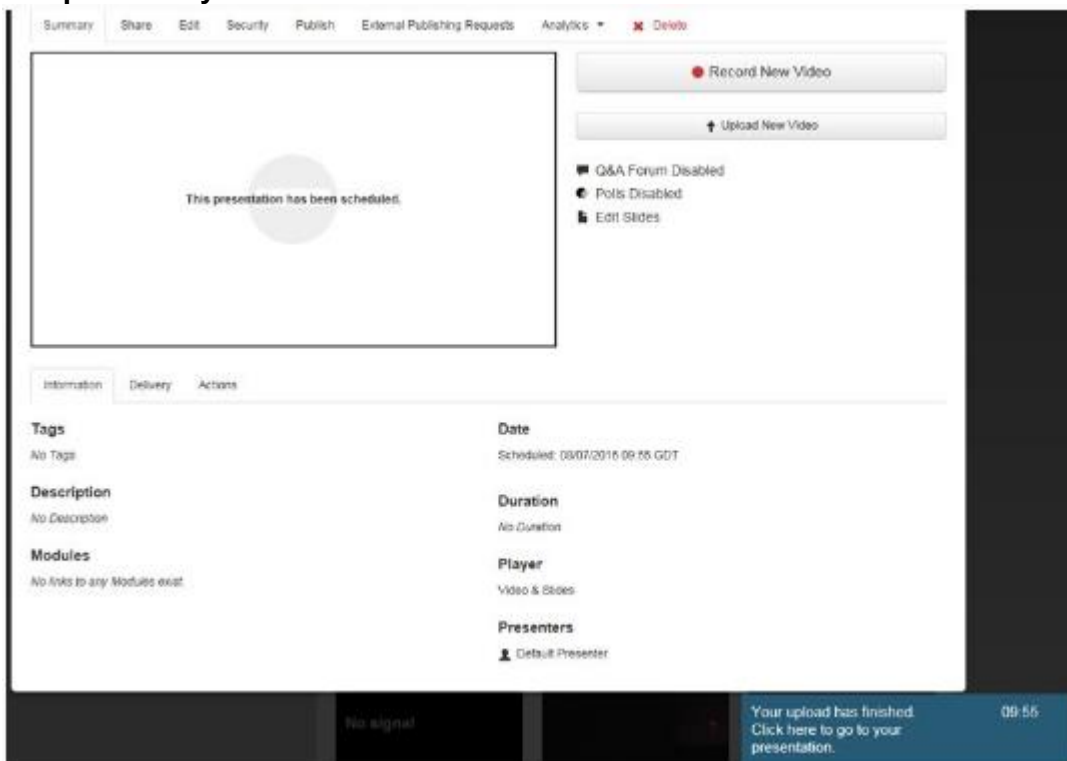 Summary Share Edit Security Publish External Publishing Requests Analytics Delete
Record New Video
Upload New Video
Q&A Forum Disabled
Polls Disabled
Edit Slides
This presentation has been scheduled.
Information Delivery Actions
Tags
No Tags
Description
No Description
Modules
No links to any Modules exist
Date
Scheduled: 09:55 GDT
Duration
No Duration
Player
Video & Slides
Presenters
Default Presenter
No signal
Your upload has finished. 09:55
Click here to go to your
presentation.